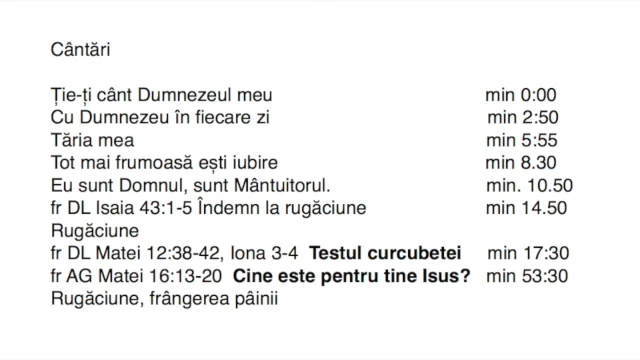 Cântări
Ție-ți cânt Dumnezeul meu min 0:00
Cu Dumnezeu în fiecare zi min 2:50
Tăria mea min 5:55
Tot mai frumoasă ești iubire min 8.30
Eu sunt Domnul, sunt Mântuitorul. min. 10.50
fr DL Isaia 43:1-5 Îndemn la rugăciune min 14.50
Rugăciune
fr DL Matei 12:38-42, Iona 3-4 Testul curcubetei min 17:30
fr AG Matei 16:13-20 Cine este pentru tine Isus? min 53:30
Rugăciune, frângerea pâinii